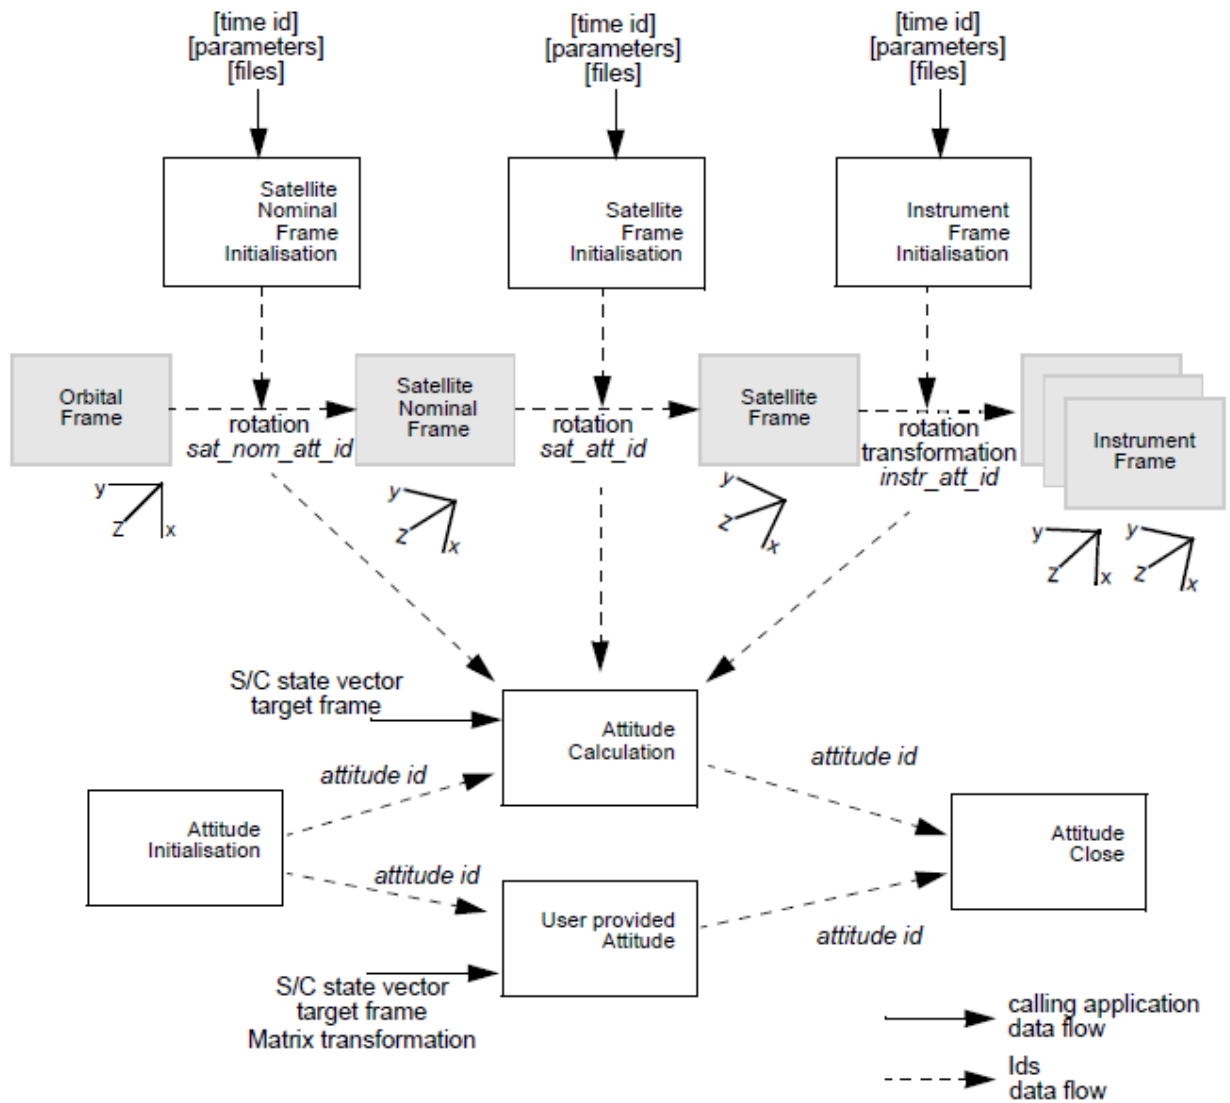 [time id]
[parameters]
[files]
[time id]
[parameters]
[files]
[time id]
[parameters]
[files]
Satellite
Nominal
Frame
Initialisation
Satellite
Frame
Initialisation
Instrument
Frame
Initialisation
Orbital
Frame
rotation
sat_nom_att_id
Satellite
Nominal
Frame
rotation
sat_att_id
Satellite
Frame
rotation
transformation
instr_att_id
Instrument
Frame
y
Z
x
y
Z
x
y
Z
x
y
Z
x
y
Z
x
S/C state vector
target frame
Attitude
Calculation
attitude id
attitude id
Attitude
Initialisation
Attitude
Close
attitude id
User provided
Attitude
attitude id
S/C state vector
target frame
Matrix transformation
calling application
data flow
Ids
data flow